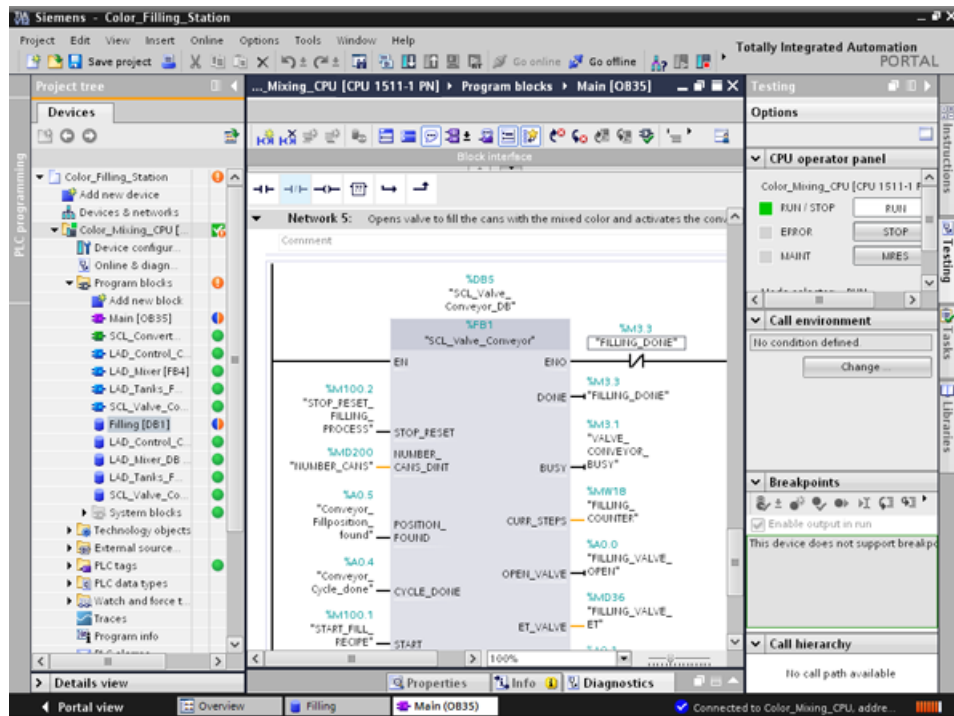 Siemens - Color_Filling_Station
Project Edit View Insert Online Options Tools Window Help
Totally Integrated Automation
PORTAL
Save project
Go online
Go offline
Project tree
..._Mixing_CPU [CPU 1511-1 PN] Program blocks Main [OB35]
Testing
Devices
Options
Block interface
PLC programming
Color_Filling_Station
Add new device
Devices & networks
Color_Mixing_CPU [...
Device configur...
Online & diagn...
Program blocks
Add new block
Main [OB35]
SCL_Convert...
LAD_Control_C...
LAD_Mixer [FB4]
LAD_Tanks_F...
SCL_Valve_Co...
Filling [DB1]
LAD_Control_C...
LAD_Mixer_DB...
LAD_Tanks_F...
SCL_Valve_Co...
System blocks
Technology objects
External source...
PLC tags
PLC data types
Watch and force t...
Traces
Program info
Details view
Network 5: Opens valve to fill the cans with the mixed color and activates the conv
Comment
%DB5
"SCL_Valve_
Conveyor_DB"
%FB1
"SCL_Valve_Conveyor"
%M3.3
"FILLING_DONE"
EN
ENO
%M100.2
"STOP_RESET_
FILLING_
PROCESS"
STOP_RESET
%MD200
"NUMBER_CANS"
NUMBER_
CANS_DINT
%A0.5
"Conveyor_
Fillposition_
found"
POSITION_
FOUND
%A0.4
"Conveyor_
Cycle_done"
CYCLE_DONE
%M100.1
"START_FILL_
RECIPE"
START
%M3.3
DONE
"FILLING_DONE"
%M3.1
"VALVE_
CONVEYOR_
BUSY
BUSY"
%MW18
"FILLING_
CURR_STEPS
COUNTER"
%A0.0
"FILLING_VALVE_
OPEN_VALVE
OPEN"
%MD36
"FILLING_VALVE_
ET_VALVE
ET"
100%
Properties
Info
Diagnostics
CPU operator panel
Color_Mixing_CPU [CPU 1511-1 P
RUN / STOP
RUN
ERROR
STOP
MAINT
MRES
Call environment
No condition defined
Change ...
Breakpoints
Enable output in run
This device does not support breakpo
Call hierarchy
No call path available
Instructions
Testing
Tasks
Libraries
Portal view
Overview
Filling
Main (OB35)
Connected to Color_Mixing_CPU, addre...